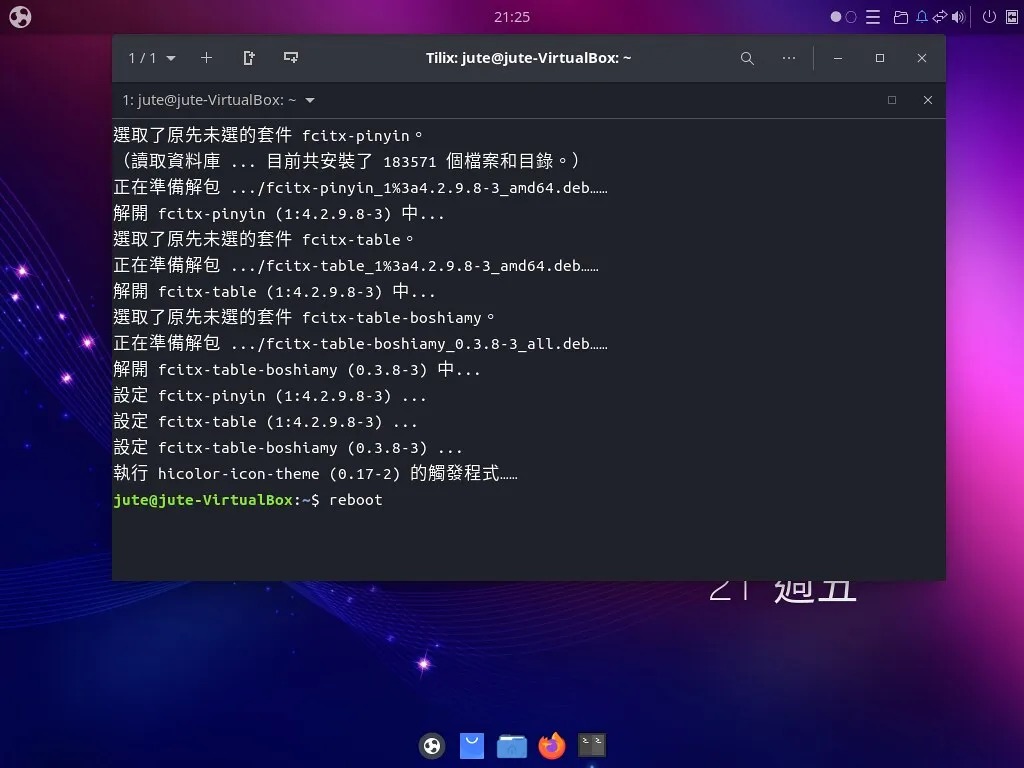 21:25
1 / 1
Tilix: jute@jute-VirtualBox: ~
1: jute@jute-VirtualBox: ~
選取了原先未選的套件 fcitx-pinyin。
（讀取資料庫 ... 目前共安裝了 183571 個檔案和目錄。）
正在準備解包 .../fcitx-pinyin_1%3a4.2.9.8-3_amd64.deb……
解開 fcitx-pinyin (1:4.2.9.8-3) 中...
選取了原先未選的套件 fcitx-table。
正在準備解包 .../fcitx-table_1%3a4.2.9.8-3_amd64.deb……
解開 fcitx-table (1:4.2.9.8-3) 中...
選取了原先未選的套件 fcitx-table-boshiamy。
正在準備解包 .../fcitx-table-boshiamy_0.3.8-3_all.deb……
解開 fcitx-table-boshiamy (0.3.8-3) 中...
設定 fcitx-pinyin (1:4.2.9.8-3) ...
設定 fcitx-table (1:4.2.9.8-3) ...
設定 fcitx-table-boshiamy (0.3.8-3) ...
執行 hicolor-icon-theme (0.17-2) 的觸發程式……
jute@jute-VirtualBox:~$ reboot
21 週五